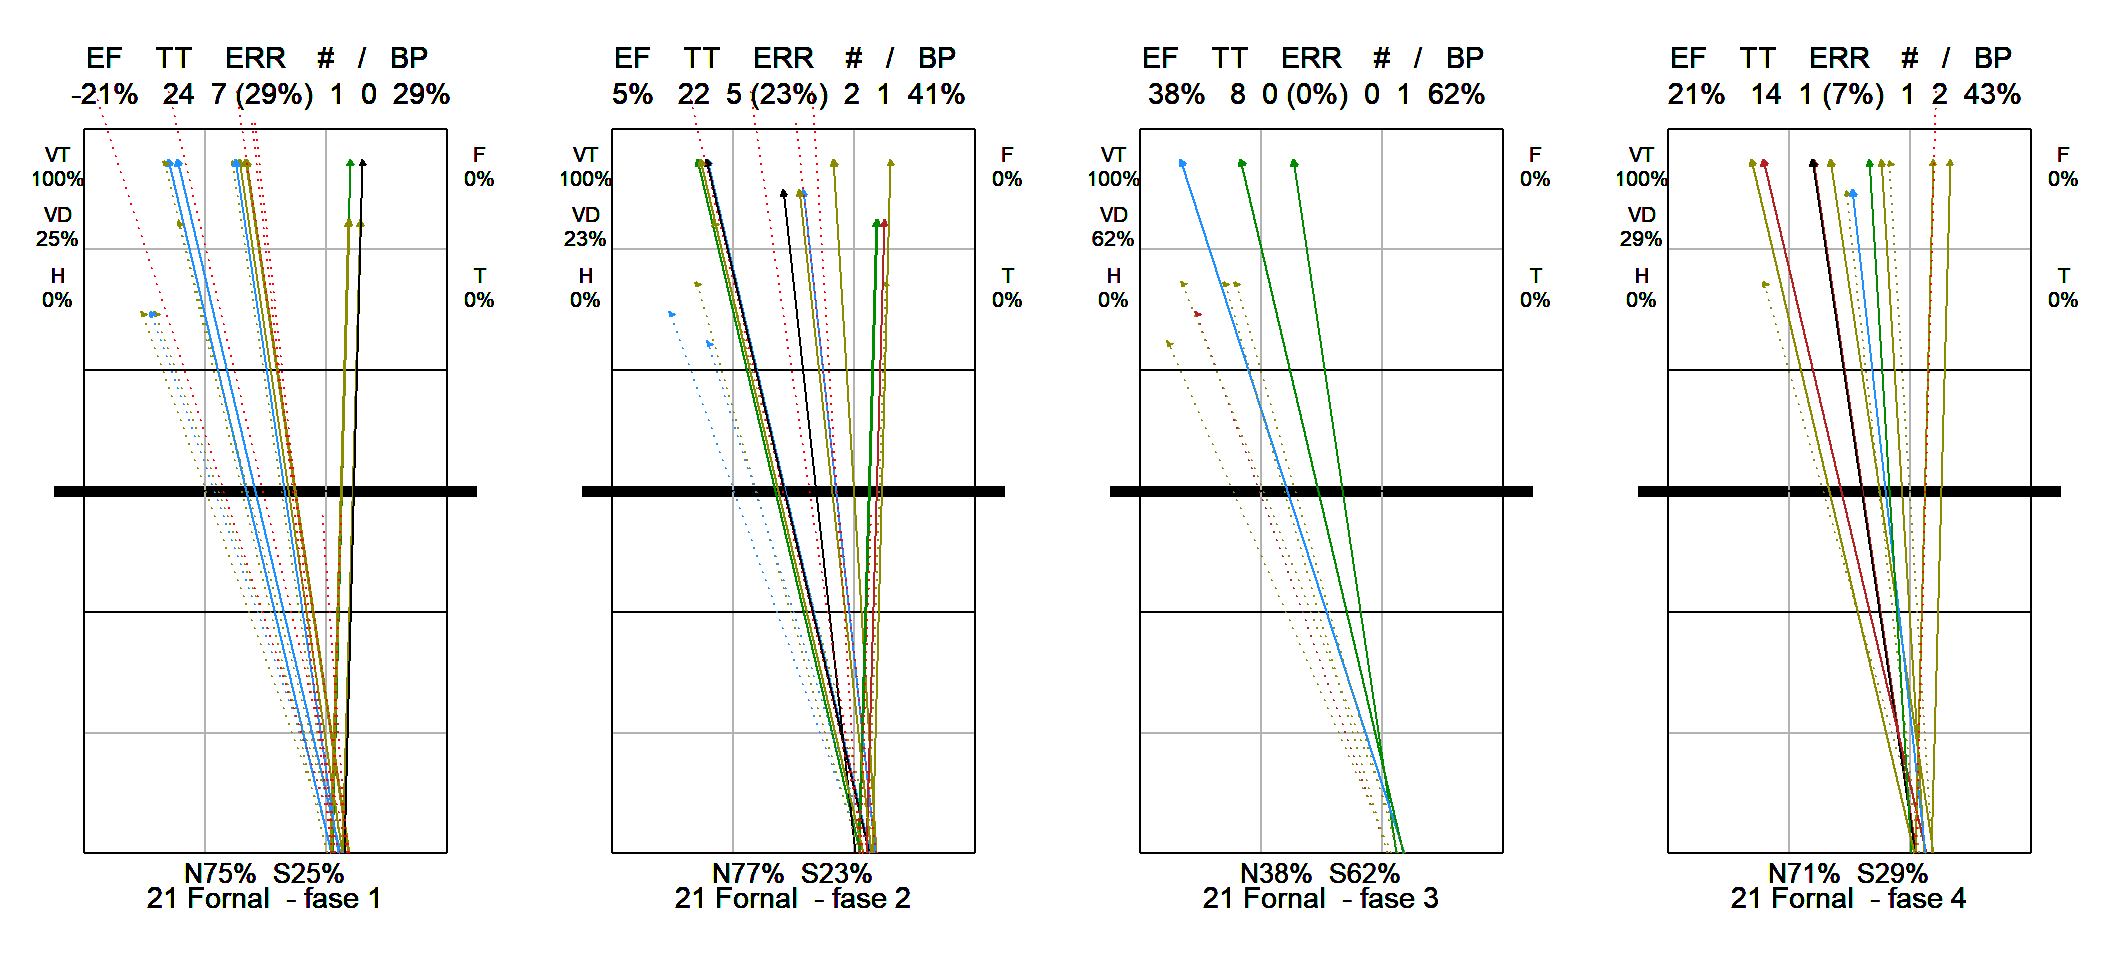 EF TT ERR # / BP
-21% 24 7 (29%) 1 0 29%
VT
100%
VD
25%
H
0%
F
0%
T
0%
N75% S25%
21 Fornal - fase 1
EF TT ERR # / BP
5% 22 5 (23%) 2 1 41%
VT
100%
VD
23%
H
0%
F
0%
T
0%
N77% S23%
21 Fornal - fase 2
EF TT ERR # / BP
38% 8 0 (0%) 0 1 62%
VT
100%
VD
62%
H
0%
F
0%
T
0%
N38% S62%
21 Fornal - fase 3
EF TT ERR # / BP
21% 14 1 (7%) 1 2 43%
VT
100%
VD
29%
H
0%
F
0%
T
0%
N71% S29%
21 Fornal - fase 4